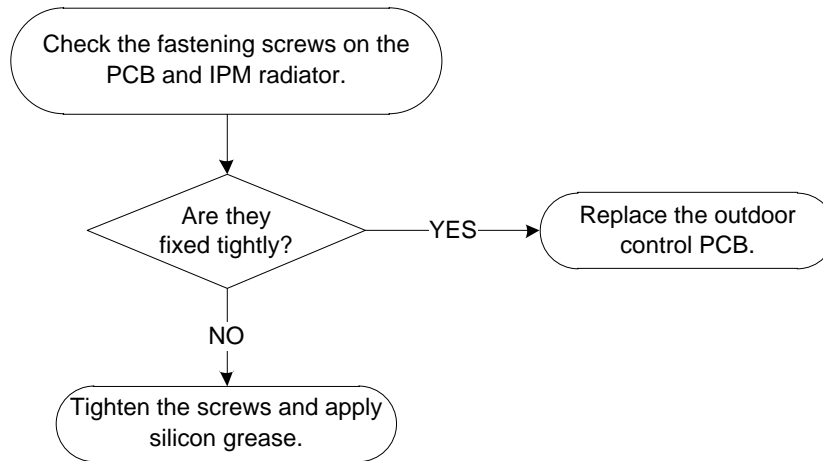 Check the fastening screws on the
PCB and IPM radiator.
Are they
fixed tightly?
YES
Replace the outdoor
control PCB.
NO
Tighten the screws and apply
silicon grease.